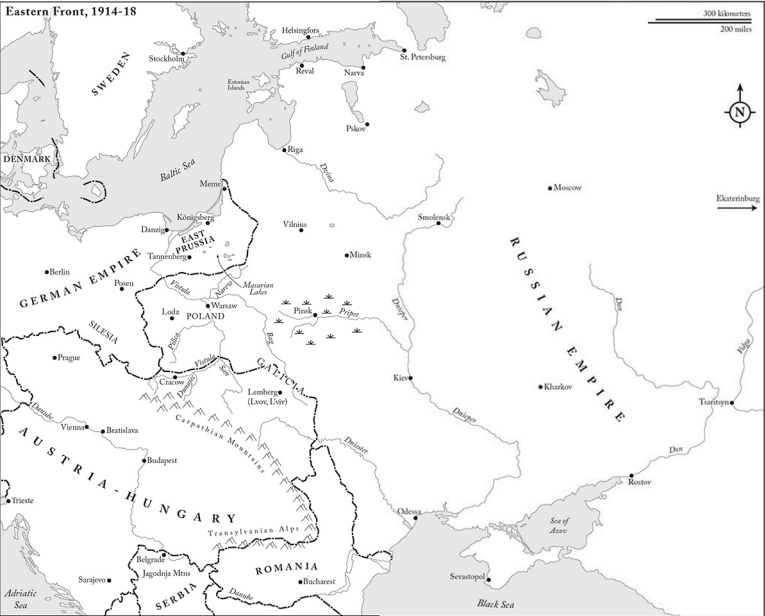 Eastern Front, 1914-18
300 kilometers
200 miles
N
Helsingfors
Gulf of Finland
St. Petersburg
Stockholm
SWEDEN
Reval
Narva
Estonian
Islands
Pskov
DENMARK
Baltic Sea
Riga
Dvina
Memel
Moscow
Ekaterinburg
Königsberg
Danzig
EAST
PRUSSIA
Vilnius
Smolensk
Tannenberg
Minsk
Berlin
GERMAN EMPIRE
Posen
Vistula
Narew
Masurian
Lakes
RUSSIAN EMPIRE
Warsaw
Lodz
POLAND
Pinsk
Pripet
Dnieper
Don
Volga
SILESIA
Pilica
Bug
Prague
Vistula
GALICIA
Cracow
Dunajec
San
Lemberg
(Lvov, L'viv)
Kiev
Kharkov
Tsaritsyn
Danube
Vienna
Bratislava
Carpathian Mountains
Dnieper
Dniester
Don
Budapest
AUSTRIA-HUNGARY
Rostov
Trieste
Odessa
Transylvanian Alps
Sea of
Azov
Belgrade
Jagodnja Mtns
Sarajevo
ROMANIA
Bucharest
Sevastopol
SERBIA
Danube
Adriatic
Sea
Black Sea